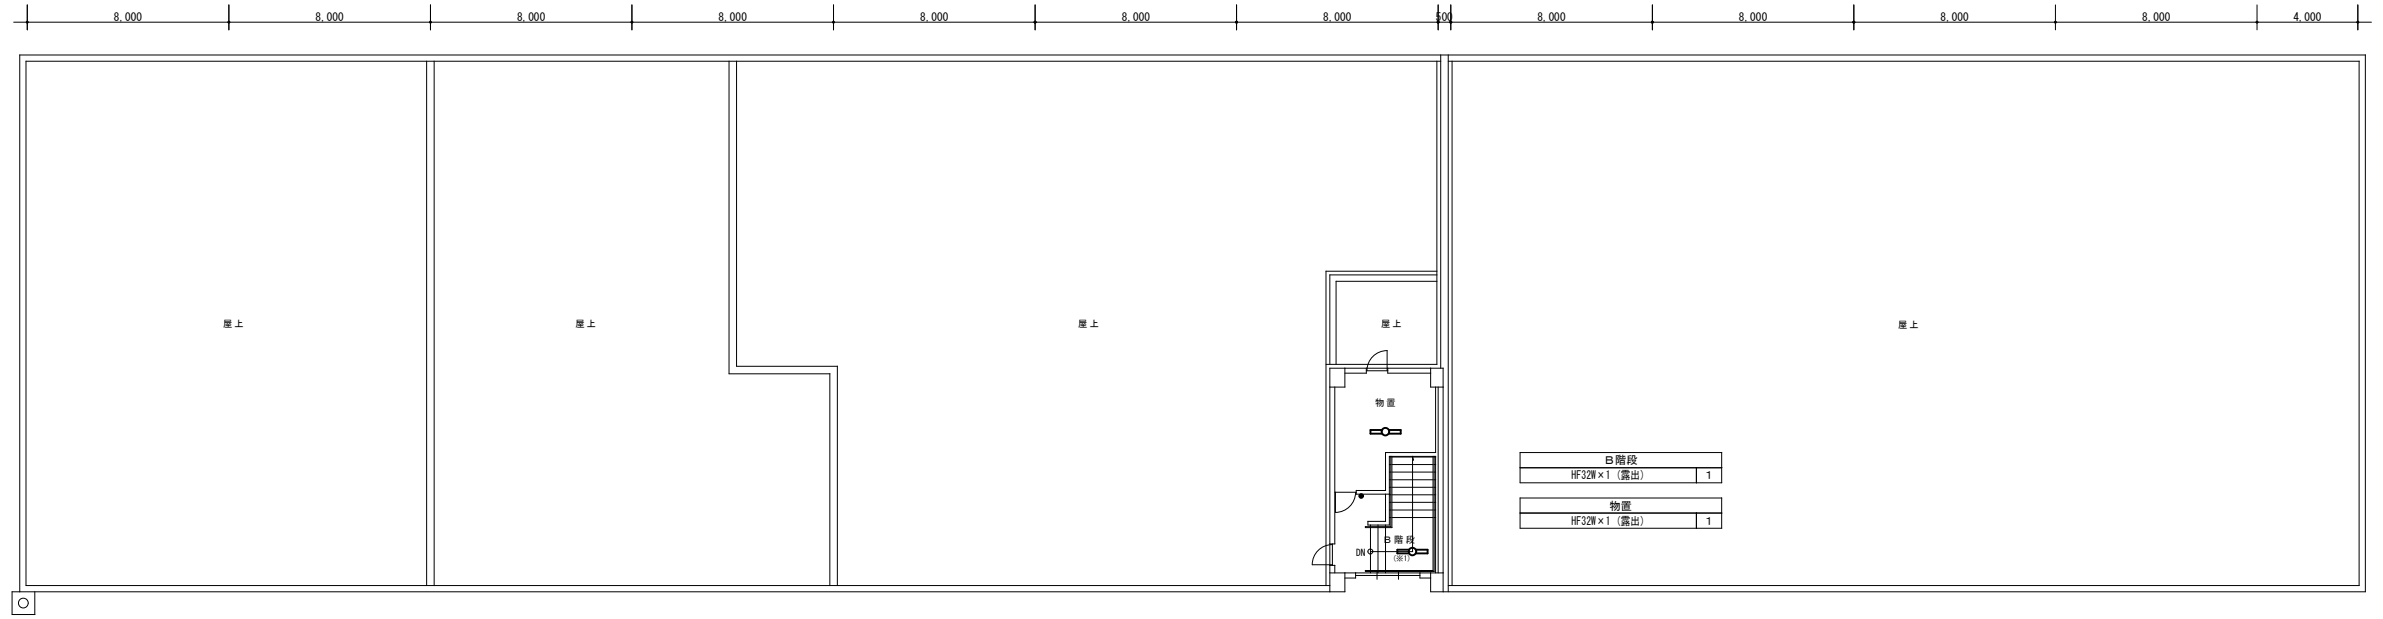 8,000 8,000 8,000 8,000 8,000 8,000 8,000 500 8,000 8,000 8,000 8,000 4,000
屋上 屋上 屋上 屋上 屋上
物置
B階段
HF32W×1 (露出) 1
物置
HF32W×1 (露出) 1
B階段
DN
(※1)